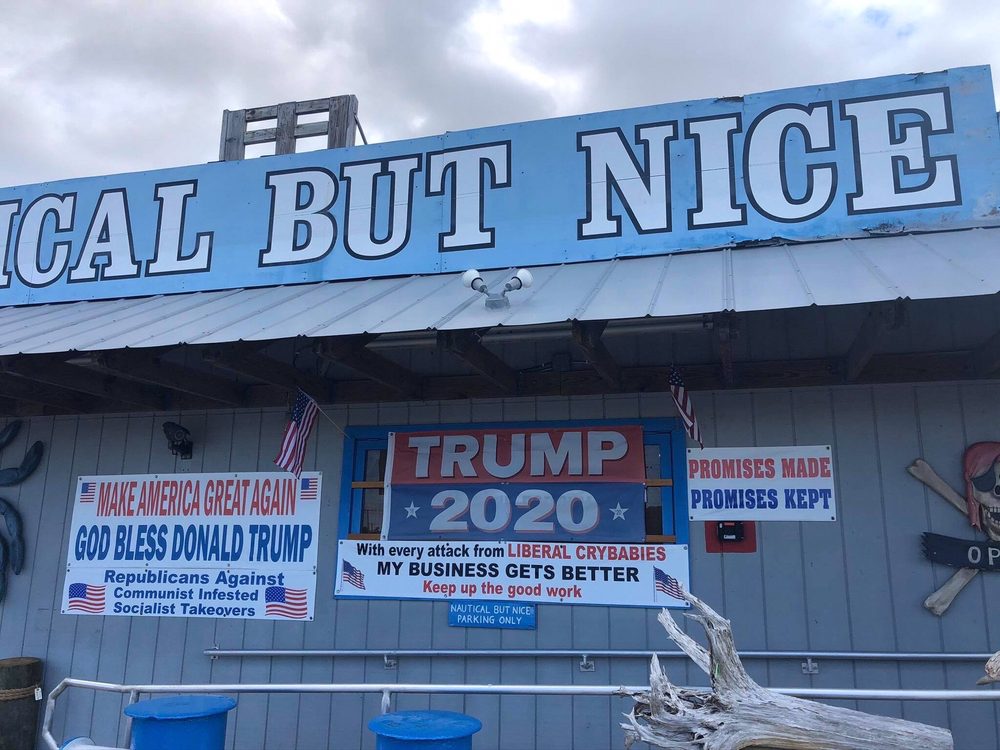 ICAL BUT NICE
MAKE AMERICA GREAT AGAIN
GOD BLESS DONALD TRUMP
Republicans Against
Communist Infested
Socialist Takeovers
TRUMP
2020
With every attack from LIBERAL CRYBABIES
MY BUSINESS GETS BETTER
Keep up the good work
NAUTICAL BUT NICE
PARKING ONLY
PROMISES MADE
PROMISES KEPT
OP